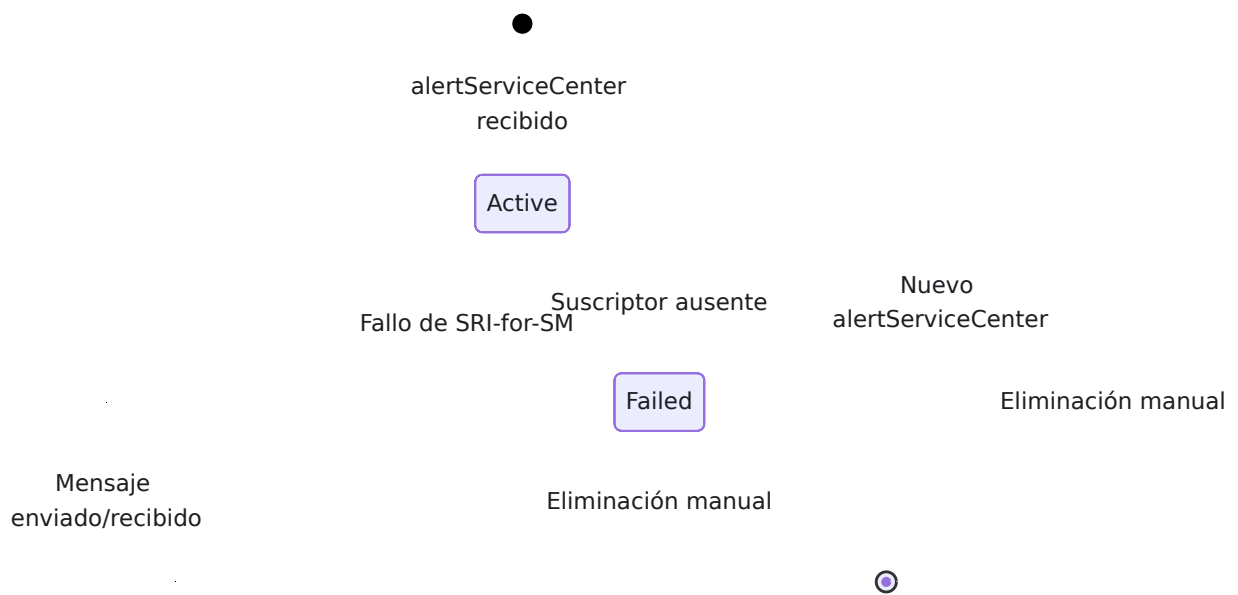 alertServiceCenter
recibido
Active
Suscriptor ausente
Fallo de SRI-for-SM
Nuevo
alertServiceCenter
Failed
Eliminación manual
Mensaje
enviado/recibido
Eliminación manual